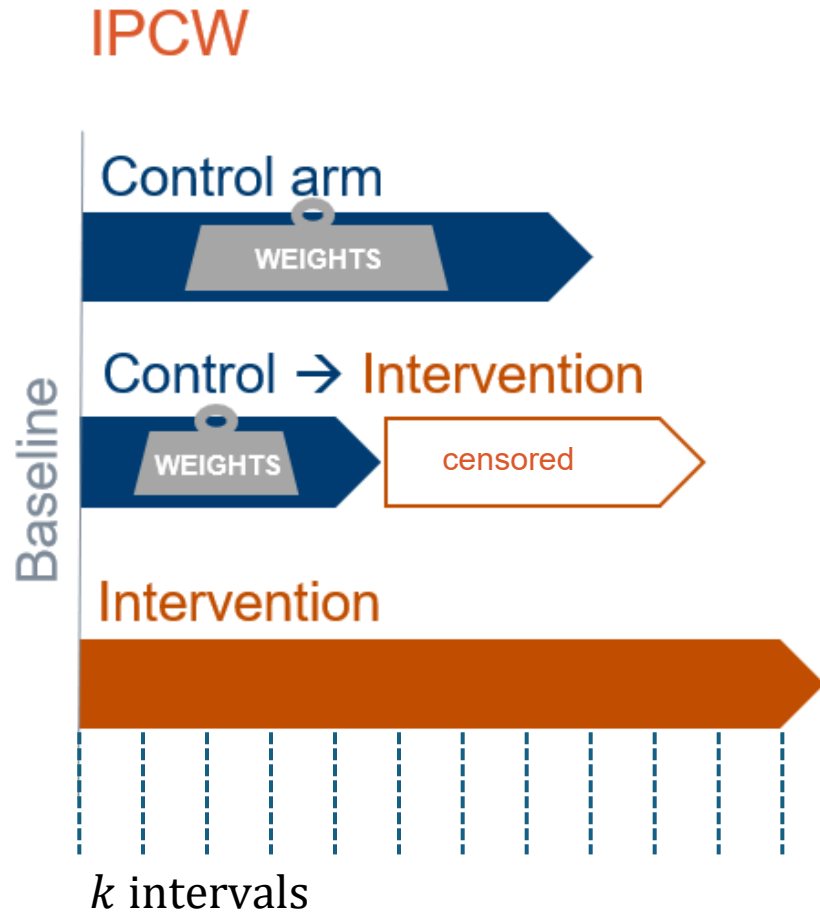 IPCW
Control arm
WEIGHTS
Control → Intervention
WEIGHTS
censored
Baseline
Intervention
k intervals